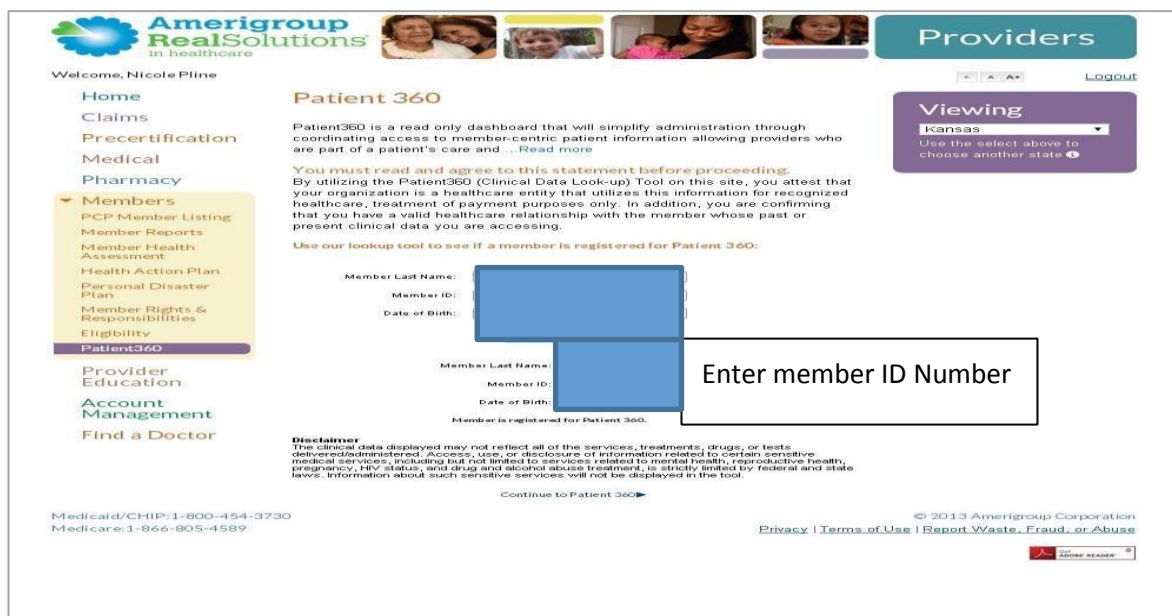 Amerigroup
RealSolutions
in healthcare
Providers
Welcome, Nicole Pline
A A A+
Logout
Home
Claims
Precertification
Medical
Pharmacy
Members
PCP Member Listing
Member Reports
Member Health
Assessment
Health Action Plan
Personal Disaster
Plan
Member Rights &
Responsibilities
Eligibility
Patient360
Provider
Education
Account
Management
Find a Doctor
Patient 360
Patient360 is a read only dashboard that will simplify administration through
coordinating access to member-centric patient information allowing providers who
are part of a patient's care and ...Read more
You must read and agree to this statement before proceeding.
By utilizing the Patient360 (Clinical Data Look-up) Tool on this site, you attest that
your organization is a healthcare entity that utilizes this information for recognized
healthcare, treatment of payment purposes only. In addition, you are confirming
that you have a valid healthcare relationship with the member whose past or
present clinical data you are accessing.
Use our lookup tool to see if a member is registered for Patient 360:
Member Last Name:
Member ID:
Date of Birth:
Member Last Name:
Member ID:
Date of Birth:
Enter member ID Number
Member is registered for Patient 360.
Disclaimer
The clinical data displayed may not reflect all of the services, treatments, drugs, or tests
delivered/administered. Access, use, or disclosure of information related to certain sensitive
medical services, including but not limited to services related to mental health, reproductive health,
pregnancy, HIV status, and drug and alcohol abuse treatment, is strictly limited by federal and state
laws. Information about such sensitive services will not be displayed in the tool.
Continue to Patient 360
Viewing
Kansas
Use the select above to
choose another state
Medicaid/CHIP: 1-800-454-3730
Medicare: 1-866-805-4589
© 2013 Amerigroup Corporation
Privacy | Terms of Use | Report Waste, Fraud, or Abuse
Get
ADOBE® READER®